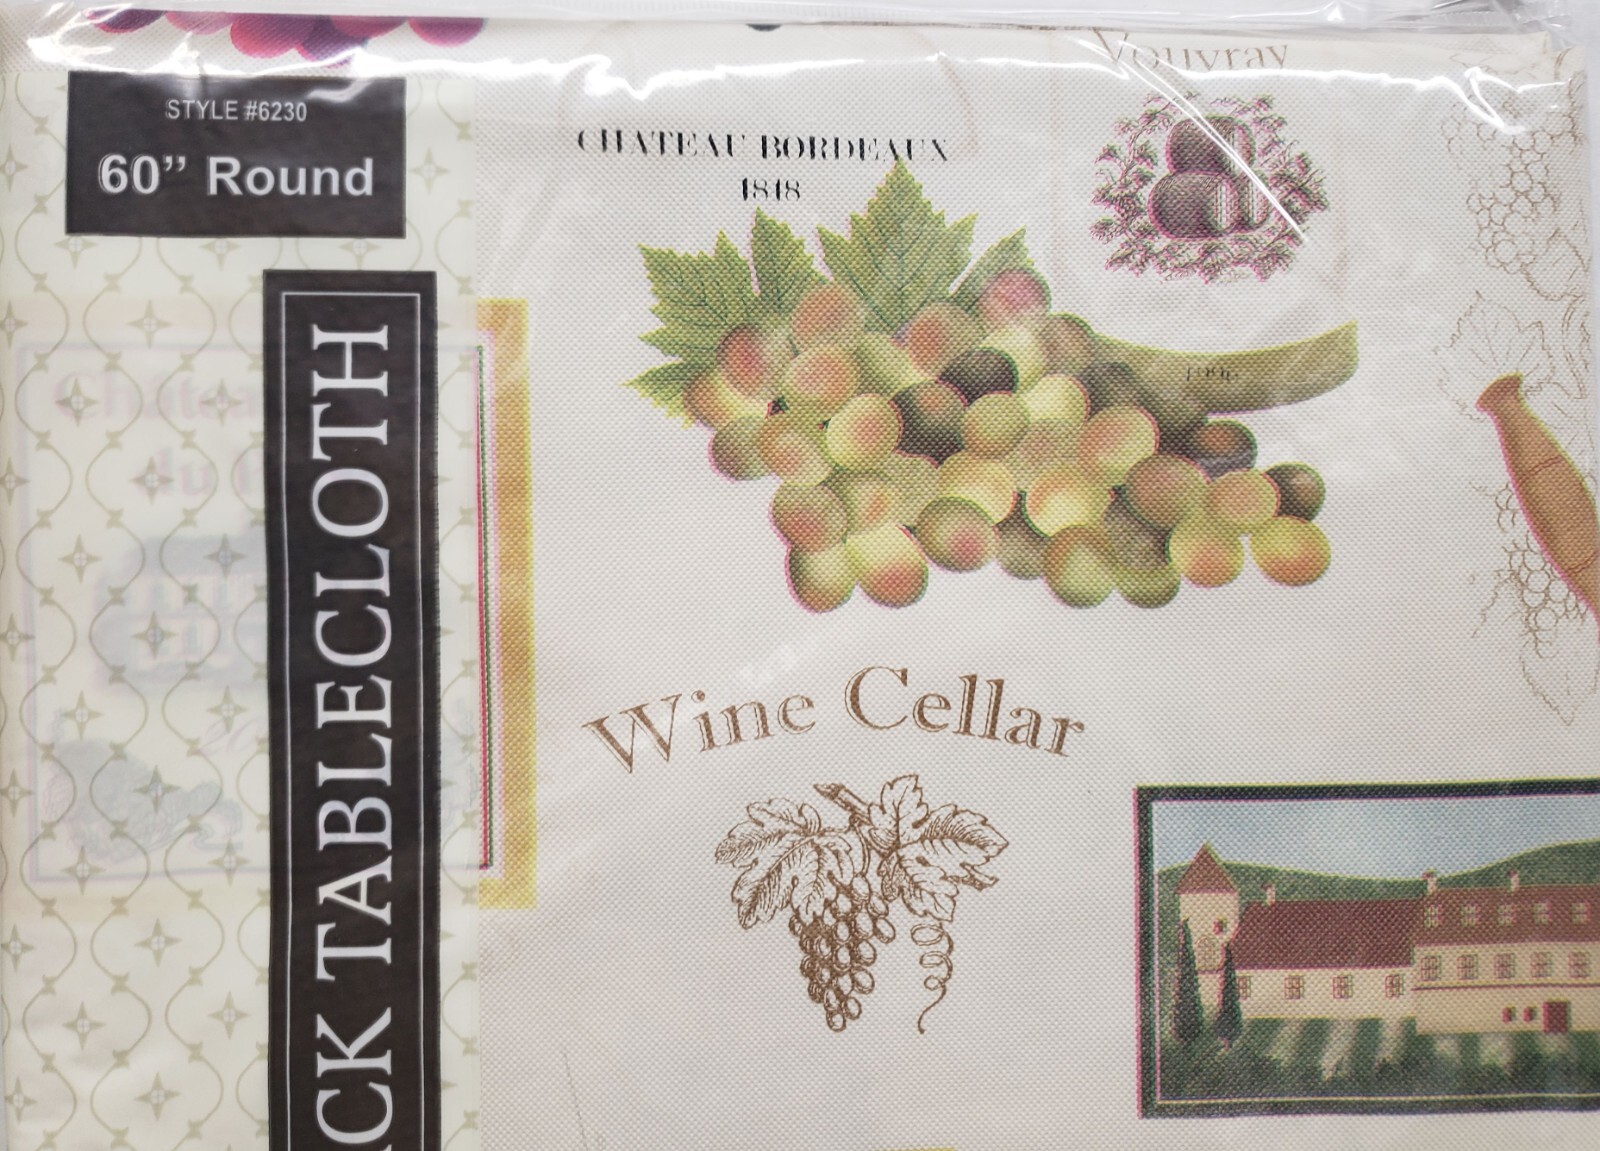 STYLE #6230
60" Round
CK TABLECLOTH
Vouvray
CHATEAU BORDEAUX
1848
Wine Cellar